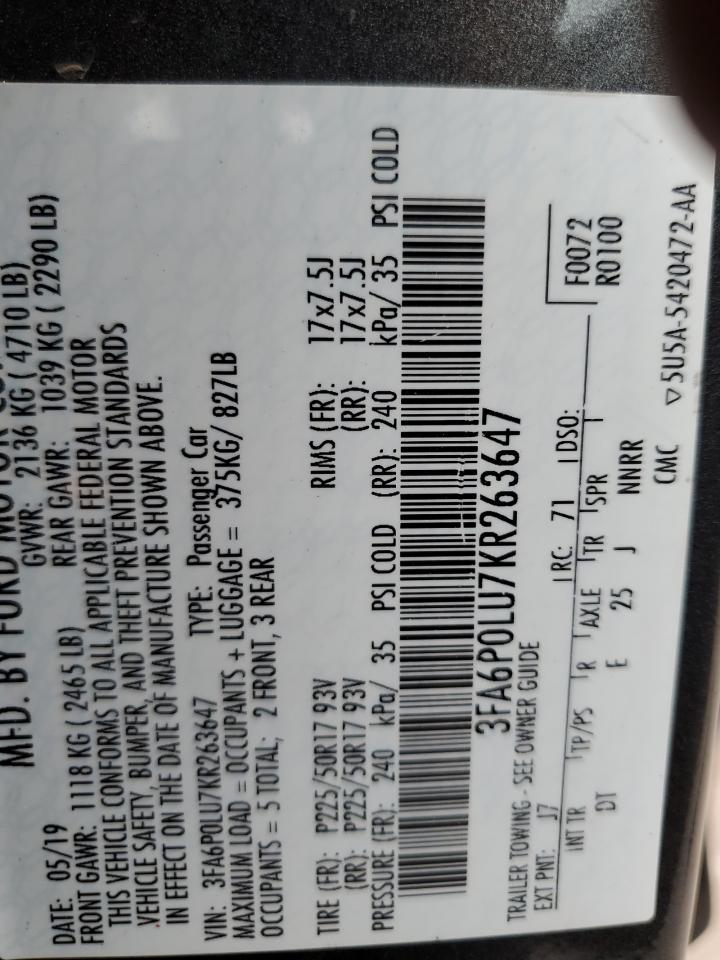 MFD. BY FORD MOTOR CO.
DATE: 05/19 GVWR: 2136 KG ( 4710 LB)
FRONT GAWR: 1118 KG ( 2465 LB) REAR GAWR: 1039 KG ( 2290 LB)
THIS VEHICLE CONFORMS TO ALL APPLICABLE FEDERAL MOTOR
VEHICLE SAFETY, BUMPER, AND THEFT PREVENTION STANDARDS
IN EFFECT ON THE DATE OF MANUFACTURE SHOWN ABOVE.
VIN: 3FA6P0LU7KR263647 TYPE: Passenger Car
MAXIMUM LOAD = OCCUPANTS + LUGGAGE = 375KG/ 827LB
OCCUPANTS = 5 TOTAL; 2 FRONT, 3 REAR
TIRE (FR): P225/50R17 93V RIMS (FR): 17x7.5J
(RR): P225/50R17 93V (RR): 17x7.5J
PRESSURE (FR): 240 kPa/ 35 PSI COLD (RR): 240 kPa/ 35 PSI COLD
3FA6P0LU7KR263647
TRAILER TOWING - SEE OWNER GUIDE
EXT PNT: J7 RC: 71 DSO: F0072
R0100
INT TR TP/PS R AXLE TR SPR
DT E 25 J NNRR
CMC ▽5U5A-5420472-AA